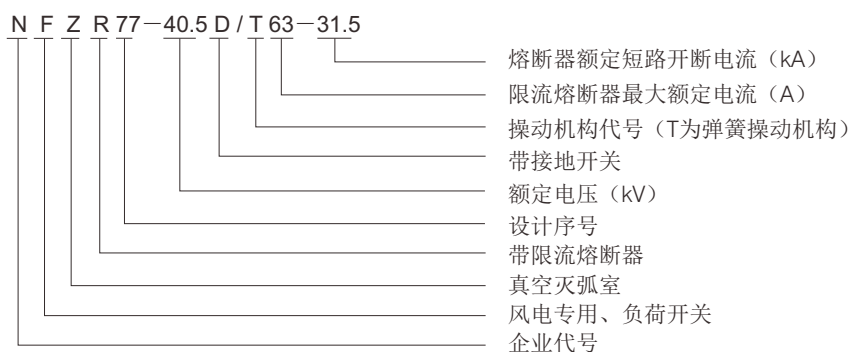 N F Z R 77－40.5 D / T 63－31.5
熔断器额定短路开断电流（kA）
限流熔断器最大额定电流（A）
操动机构代号（T为弹簧操动机构）
带接地开关
额定电压（kV）
设计序号
带限流熔断器
真空灭弧室
风电专用、负荷开关
企业代号